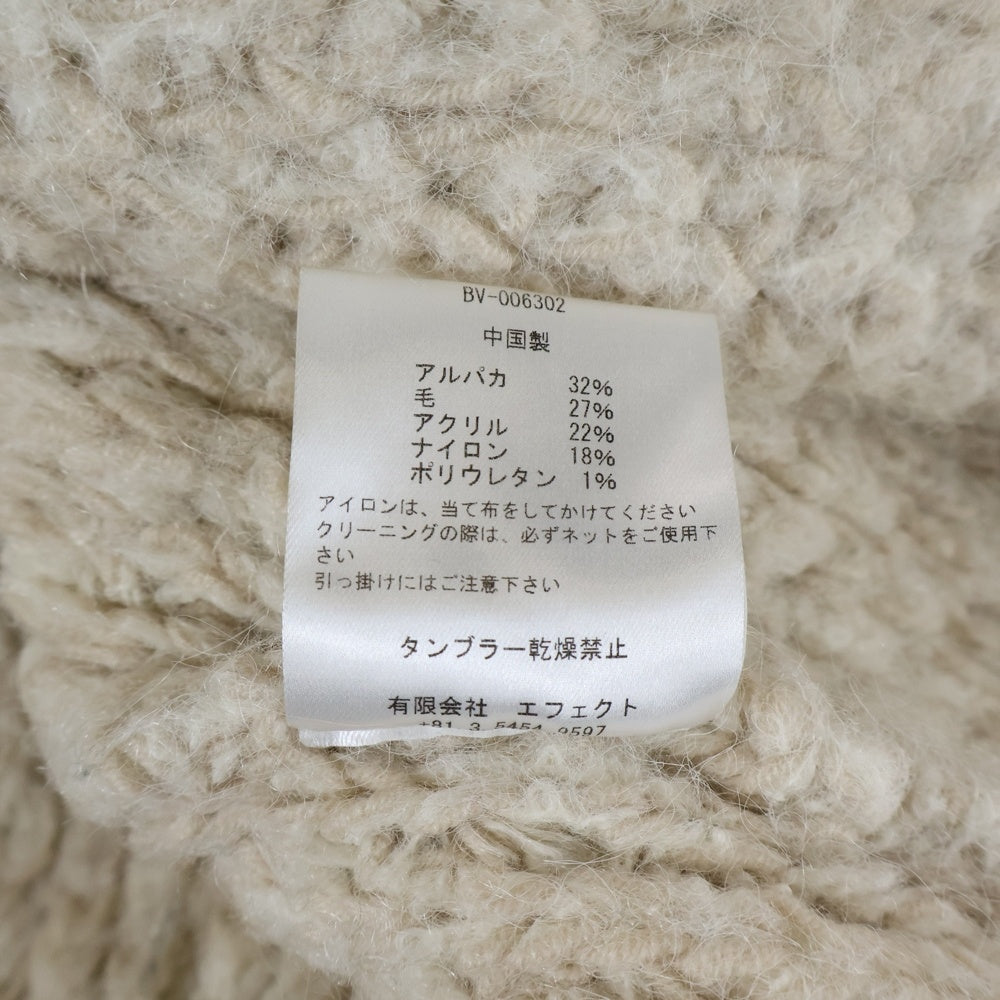 BV-006302
中国製
アルパカ 32%
毛 27%
アクリル 22%
ナイロン 18%
ポリウレタン 1%
アイロンは、当て布をしてかけてください
クリーニングの際は、必ずネットをご使用下
さい
引っ掛けにはご注意下さい
タンブラー乾燥禁止
有限会社 エフェクト
+81 3 5454 9597